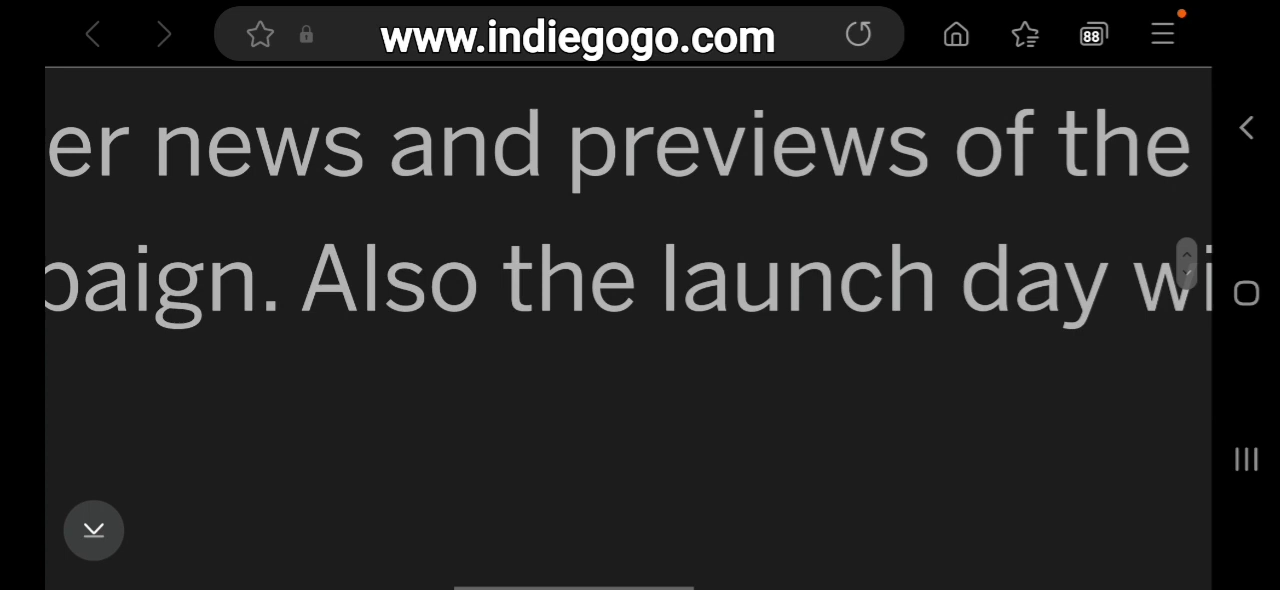 www.indiegogo.com
88
er news and previews of the
paign. Also the launch day wi